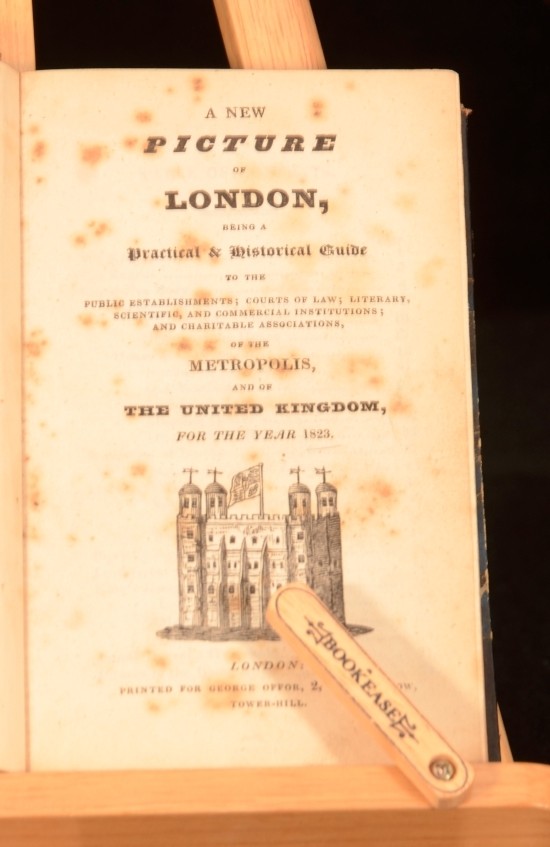 A NEW
PICTURE
OF
LONDON,
BEING A
Practical & Historical Guide
TO THE
PUBLIC ESTABLISHMENTS; COURTS OF LAW; LITERARY,
SCIENTIFIC, AND COMMERCIAL INSTITUTIONS;
AND CHARITABLE ASSOCIATIONS,
OF THE
METROPOLIS,
AND OF
THE UNITED KINGDOM,
FOR THE YEAR 1823.
LONDON:
PRINTED FOR GEORGE OFFOR, 2,
TOWER-HILL.
BOOKEASE